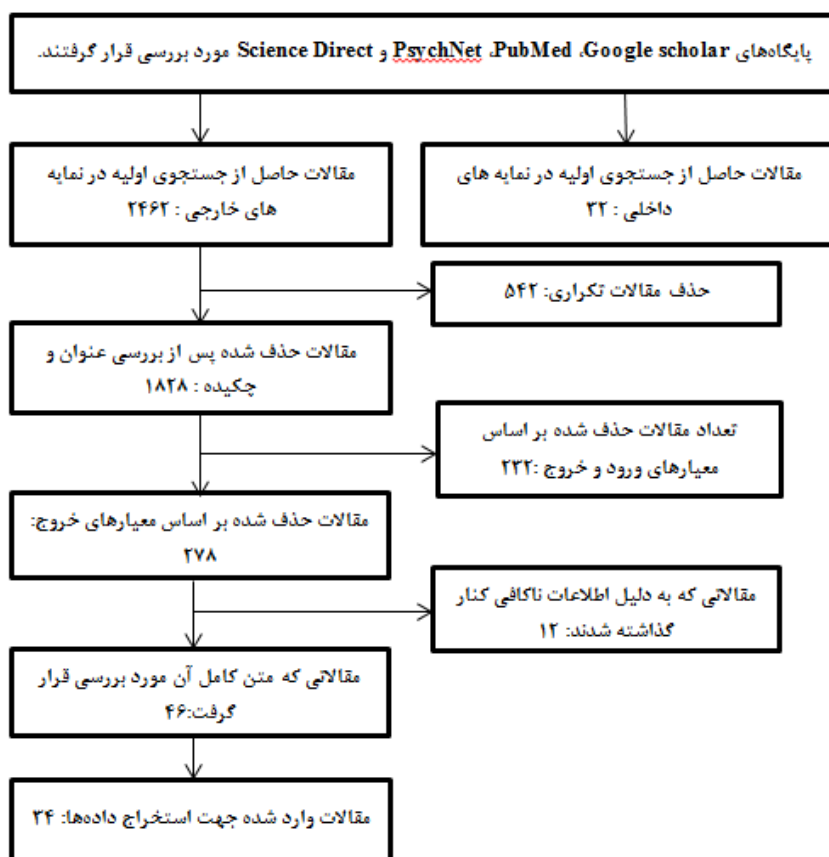 پایگاه‌های Google scholar، PubMed، PsychNet و Science Direct مورد بررسی قرار گرفتند.
مقالات حاصل از جستجوی اولیه در نمایه های
داخلی : ۳۲
مقالات حاصل از جستجوی اولیه در نمایه
های خارجی : ۲۴۶۲
حذف مقالات تکراری: ۵۴۲
مقالات حذف شده پس از بررسی عنوان و
چکیده : ۱۸۲۸
تعداد مقالات حذف شده بر اساس
معیارهای ورود و خروج :۲۳۲
مقالات حذف شده بر اساس معیارهای خروج:
۲۷۸
مقالاتی که به دلیل اطلاعات ناکافی کنار
گذاشته شدند: ۱۲
مقالاتی که متن کامل آن مورد بررسی قرار
گرفت:۴۶
مقالات وارد شده جهت استخراج داده‌ها: ۳۴